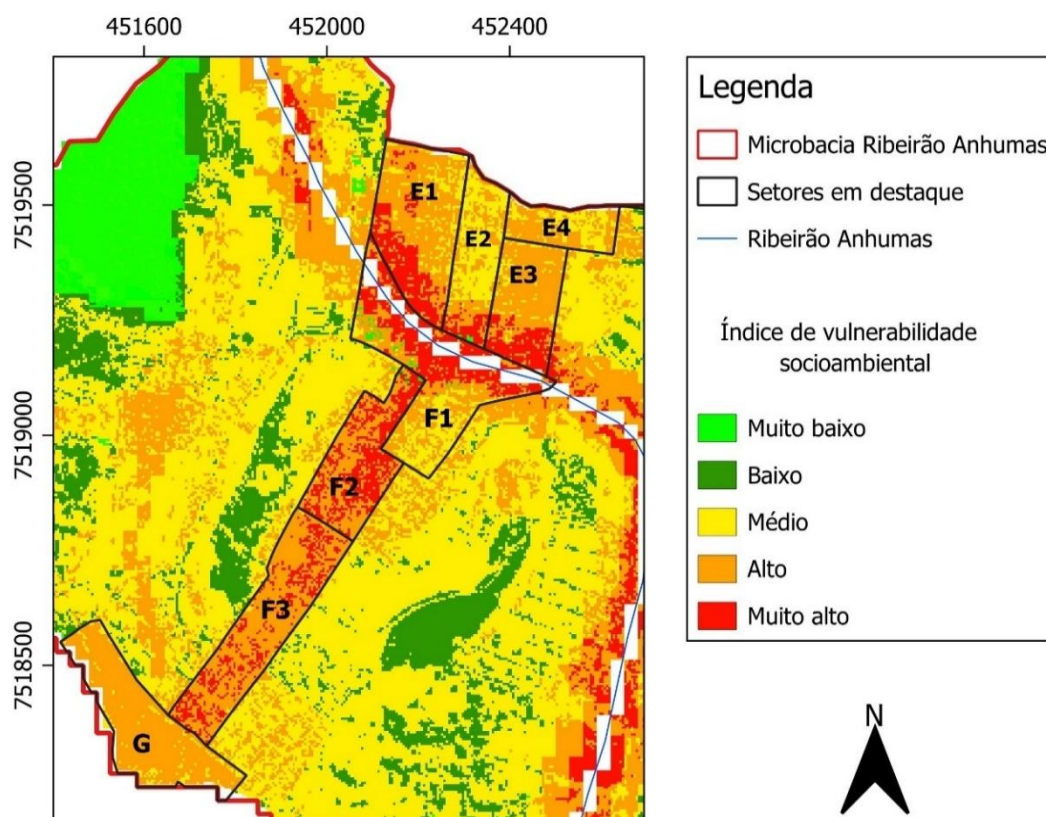 451600 452000 452400
7519500
7519000
7518500
E1
E2
E4
E3
F1
F2
F3
G
Legenda
Microbacia Ribeirão Anhumas
Setores em destaque
Ribeirão Anhumas
Índice de vulnerabilidade
socioambiental
Muito baixo
Baixo
Médio
Alto
Muito alto
N